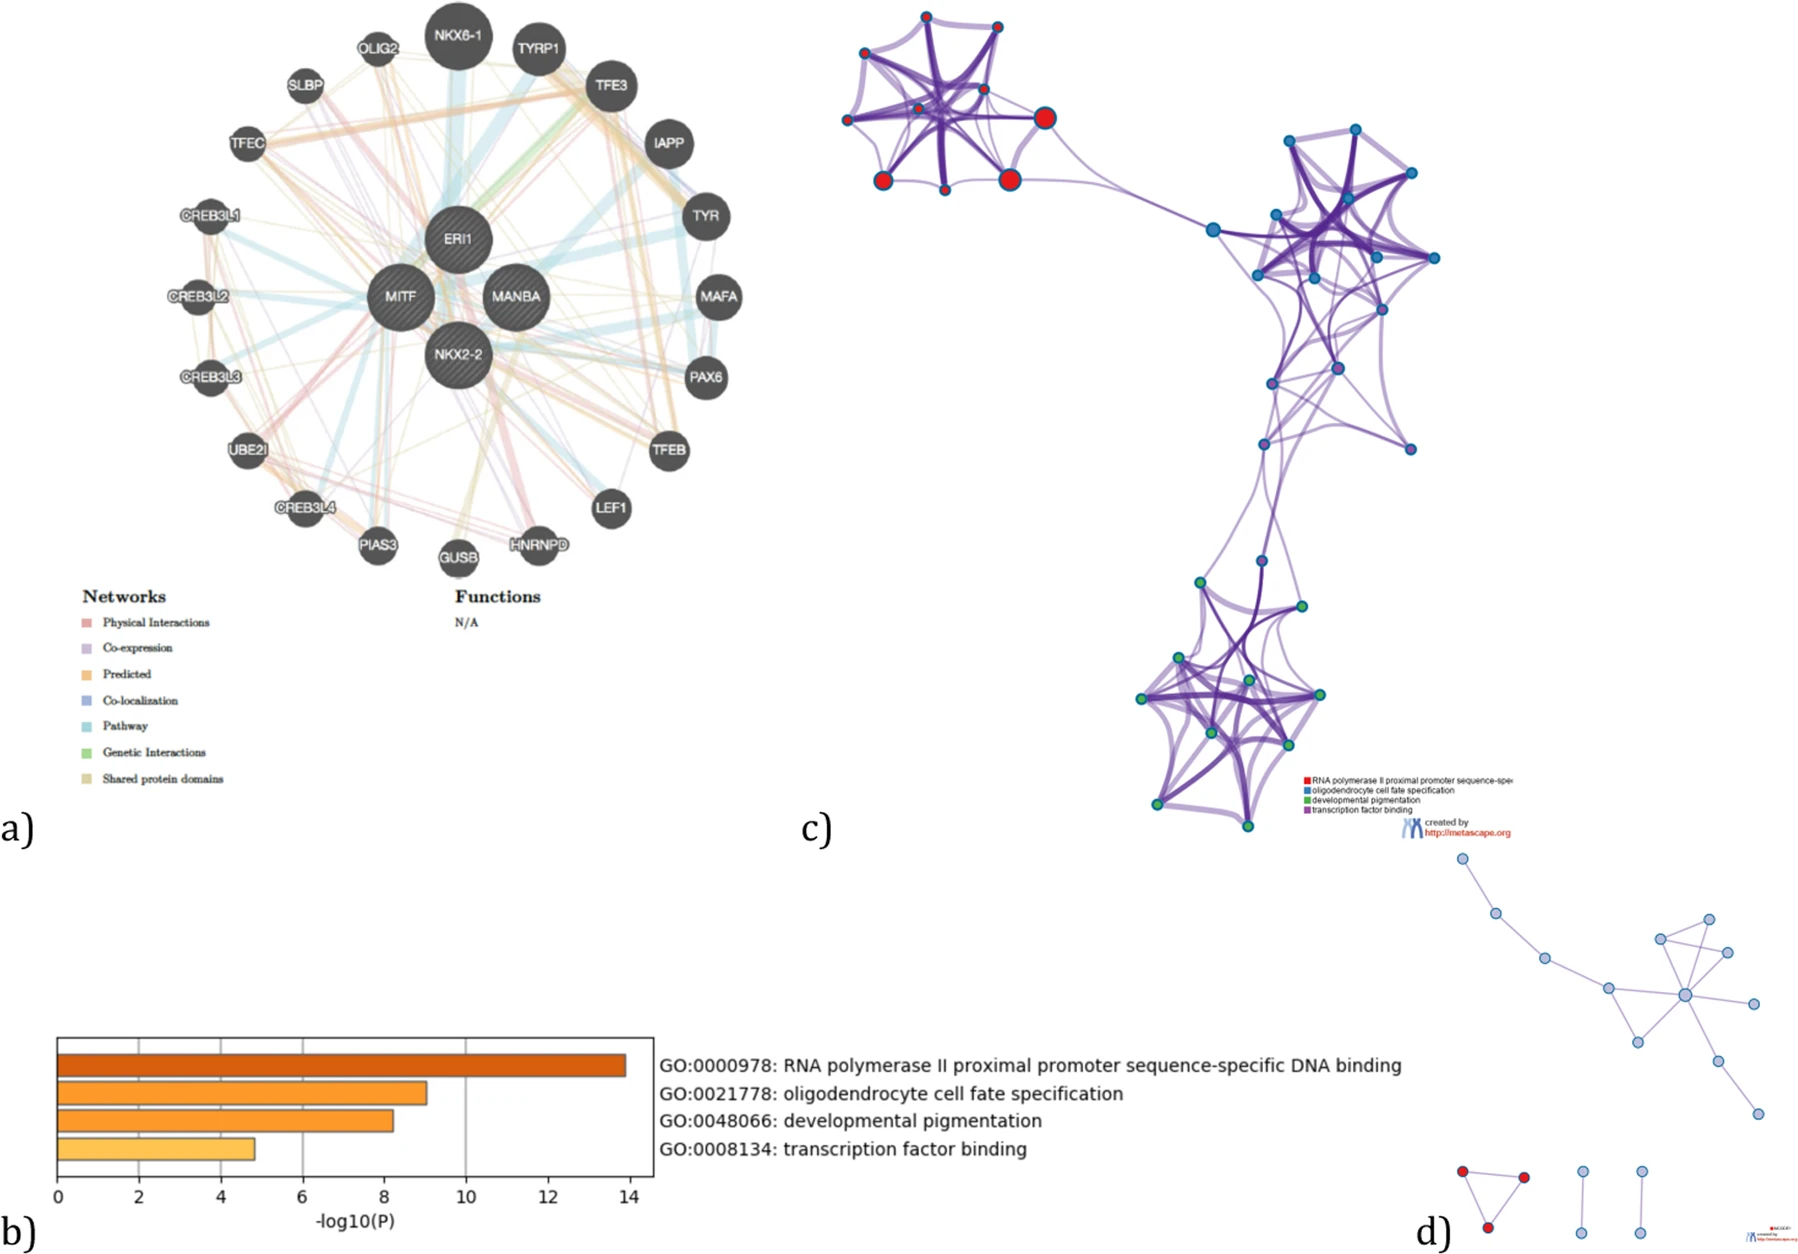 NKX6-1
OLIG2
TYRP1
SLBP
TFE3
TFEC
IAPP
CREB3L1
TYR
ERI1
CREB3L2
MITF
MANBA
MAFA
NKX2-2
CREB3L3
PAX6
UBE2I
TFEB
CREB3L4
LEF1
PIAS3
GUSB
HNRNPD
Networks
Functions
Physical Interactions
N/A
Co-expression
Predicted
Co-localization
Pathway
Genetic Interactions
Shared protein domains
a)
RNA polymerase II proximal promoter sequence-spe
oligodendrocyte cell fate specification
developmental pigmentation
transcription factor binding
created by
http://metascape.org
c)
GO:0000978: RNA polymerase II proximal promoter sequence-specific DNA binding
GO:0021778: oligodendrocyte cell fate specification
GO:0048066: developmental pigmentation
GO:0008134: transcription factor binding
0 2 4 6 8 10 12 14
-log10(P)
b)
d)
created by
http://metascape.org